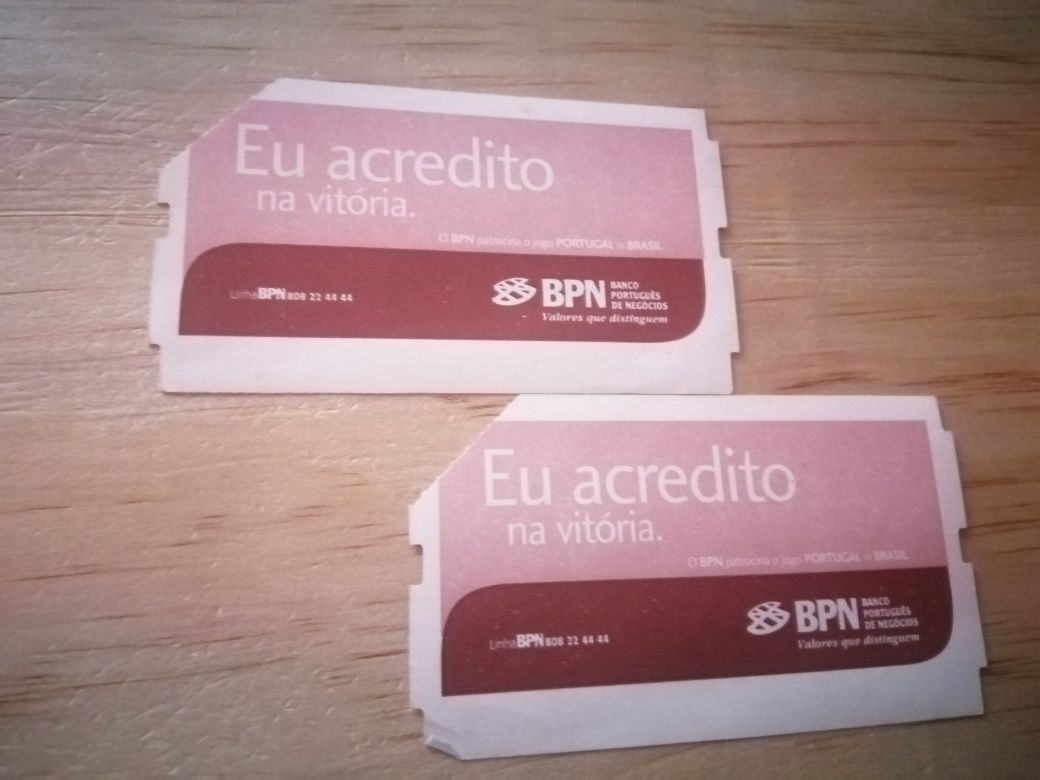 Eu acredito
na vitória.
O BPN patrocina o jogo PORTUGAL vs BRASIL
LinhaBPN 808 22 44 44
BPN BANCO
PORTUGUÊS
DE NEGÓCIOS
Valores que distinguem
Eu acredito
na vitória.
O BPN patrocina o jogo PORTUGAL vs BRASIL
LinhaBPN 808 22 44 44
BPN BANCO
PORTUGUÊS
DE NEGÓCIOS
Valores que distinguem